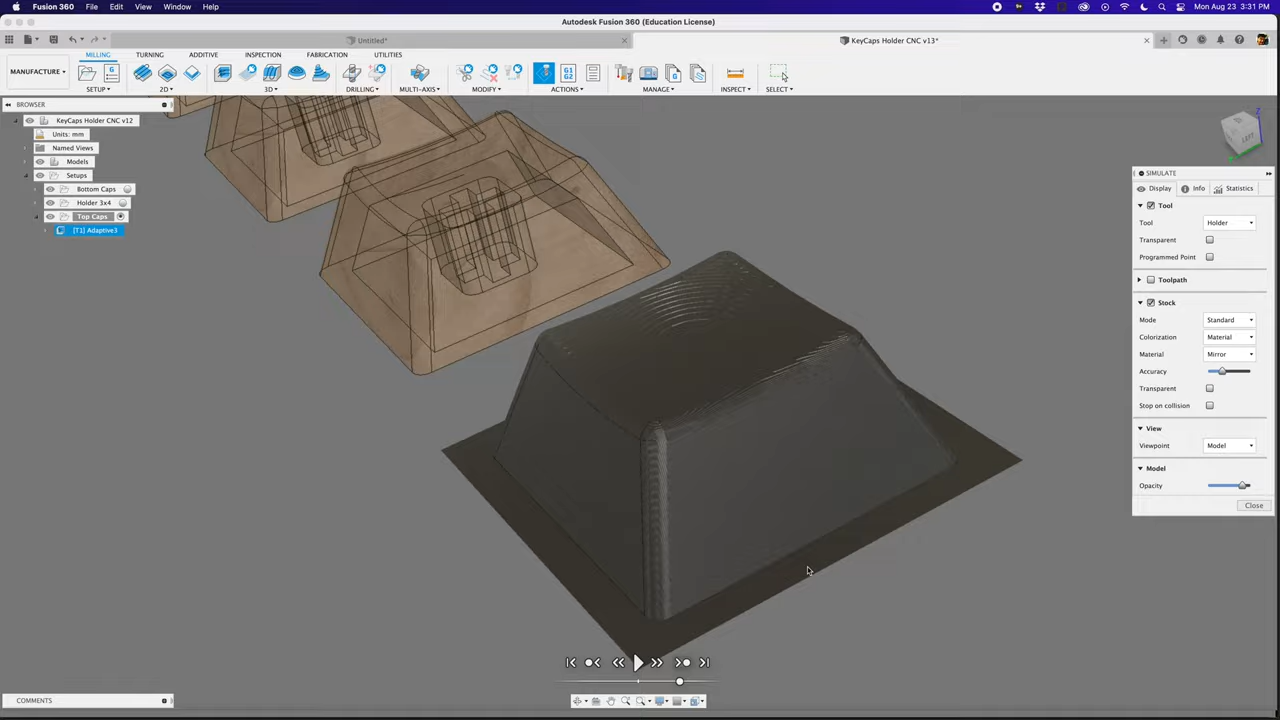 Fusion 360 File Edit View Window Help
Mon Aug 23 3:31 PM
Autodesk Fusion 360 (Education License)
Untitled*
KeyCaps Holder CNC v13*
MILLING TURNING ADDITIVE INSPECTION FABRICATION UTILITIES
MANUFACTURE
G1
G2
SETUP 2D 3D DRILLING MULTI-AXIS MODIFY ACTIONS MANAGE INSPECT SELECT
BROWSER
KeyCaps Holder CNC v12
Units: mm
Named Views
Models
Setups
Bottom Caps
Holder 3x4
Top Caps
[T1] Adaptive3
LEFT
Z
SIMULATE
Display Info Statistics
Tool
Tool Holder
Transparent
Programmed Point
Toolpath
Stock
Mode Standard
Colorization Material
Material Mirror
Accuracy
Transparent
Stop on collision
View
Viewpoint Model
Model
Opacity
Close
COMMENTS